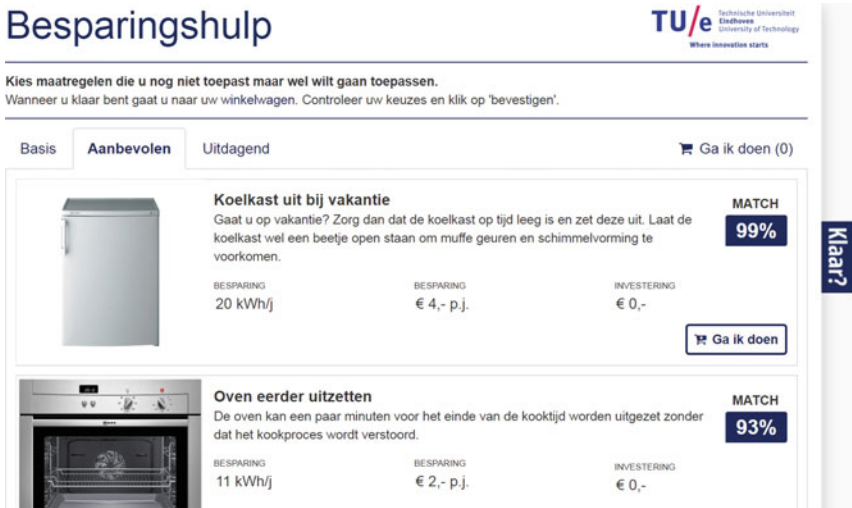 Besparingshulp
TU/e Technische Universiteit
Eindhoven
University of Technology
Where innovation starts
Kies maatregelen die u nog niet toepast maar wel wilt gaan toepassen.
Wanneer u klaar bent gaat u naar uw winkelwagen. Controleer uw keuzes en klik op 'bevestigen'.
Basis Aanbevolen Uitdagend Ga ik doen (0)
Koelkast uit bij vakantie
Gaat u op vakantie? Zorg dan dat de koelkast op tijd leeg is en zet deze uit. Laat de
koelkast wel een beetje open staan om muffe geuren en schimmelvorming te
voorkomen.
MATCH
99%
BESPARING BESPARING INVESTERING
20 kWh/j € 4,- p.j. € 0,-
Ga ik doen
Oven eerder uitzetten
De oven kan een paar minuten voor het einde van de kooktijd worden uitgezet zonder
dat het kookproces wordt verstoord.
MATCH
93%
BESPARING BESPARING INVESTERING
11 kWh/j € 2,- p.j. € 0,-
Klaar?